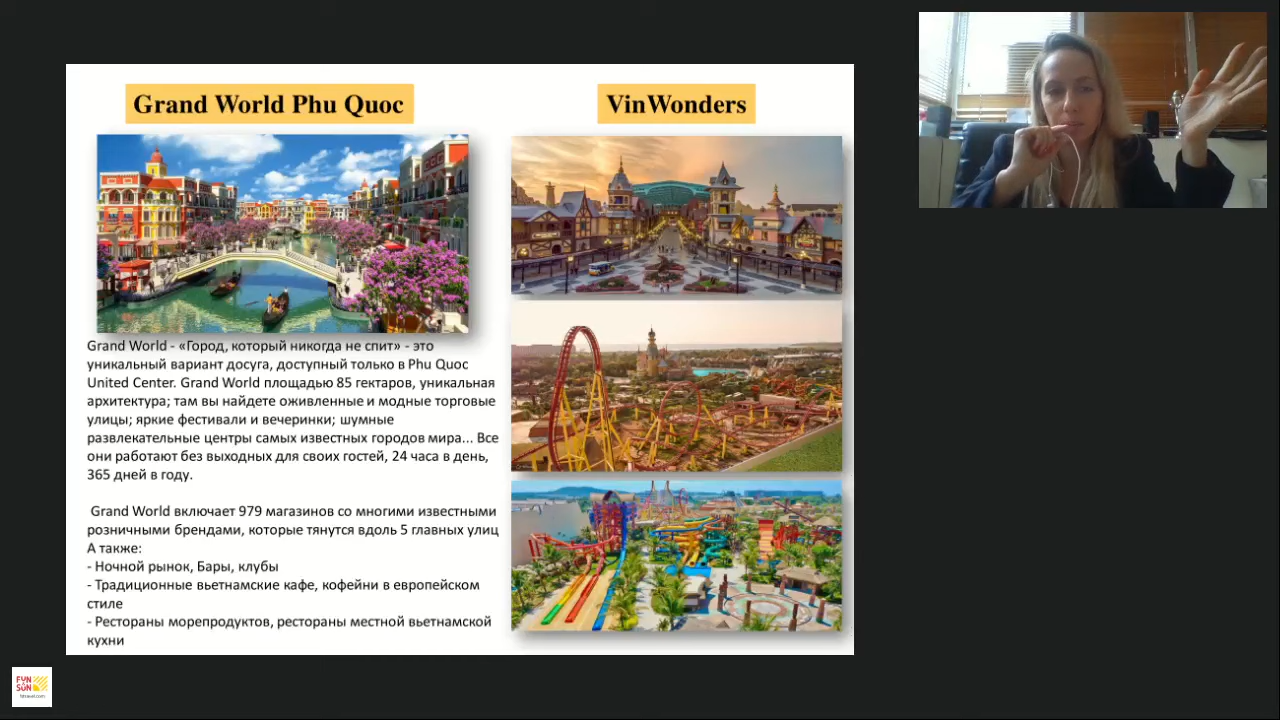 Grand World Phu Quoc
VinWonders
Grand World - «Город, который никогда не спит» - это
уникальный вариант досуга, доступный только в Phu Quoc
United Center. Grand World площадью 85 гектаров, уникальная
архитектура; там вы найдете оживленные и модные торговые
улицы; яркие фестивали и вечеринки; шумные
развлекательные центры самых известных городов мира... Все
они работают без выходных для своих гостей, 24 часа в день,
365 дней в году.
Grand World включает 979 магазинов со многими известными
розничными брендами, которые тянутся вдоль 5 главных улиц
А также:
- Ночной рынок, Бары, клубы
- Традиционные вьетнамские кафе, кофейни в европейском
стиле
- Рестораны морепродуктов, рестораны местной вьетнамской
кухни
FUN
&SUN
fstravel.com